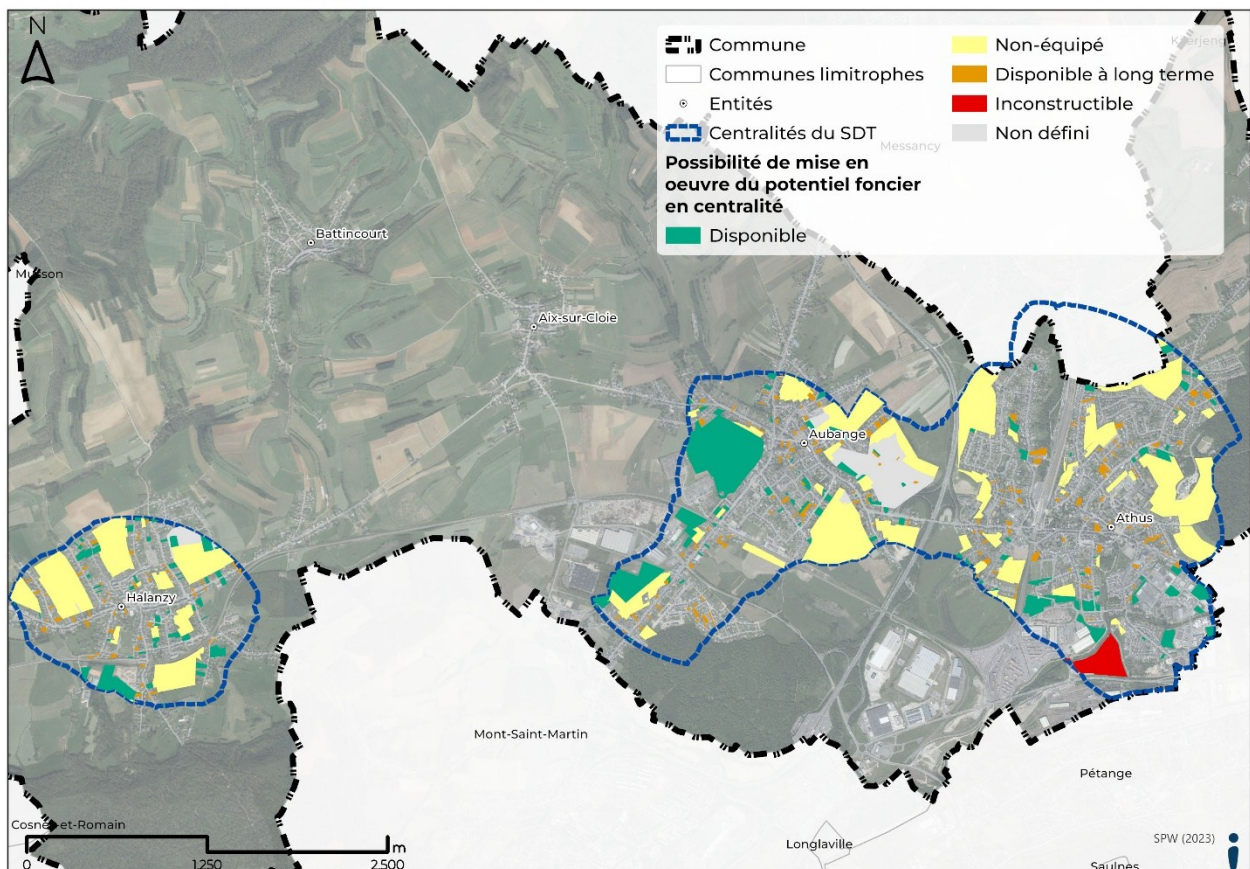 N
Commune
Communes limitrophes
Entités
Centralités du SDT
Possibilité de mise en
oeuvre du potentiel foncier
en centralité
Disponible
Non-équipé
Disponible à long terme
Inconstructible
Non défini
Messancy
Battincourt
Musson
Aix-sur-Cloie
Aubange
Athus
Halanzy
Mont-Saint-Martin
Pétange
Longlaville
Saulnes
m
0
1.250
2.500
SPW (2023)